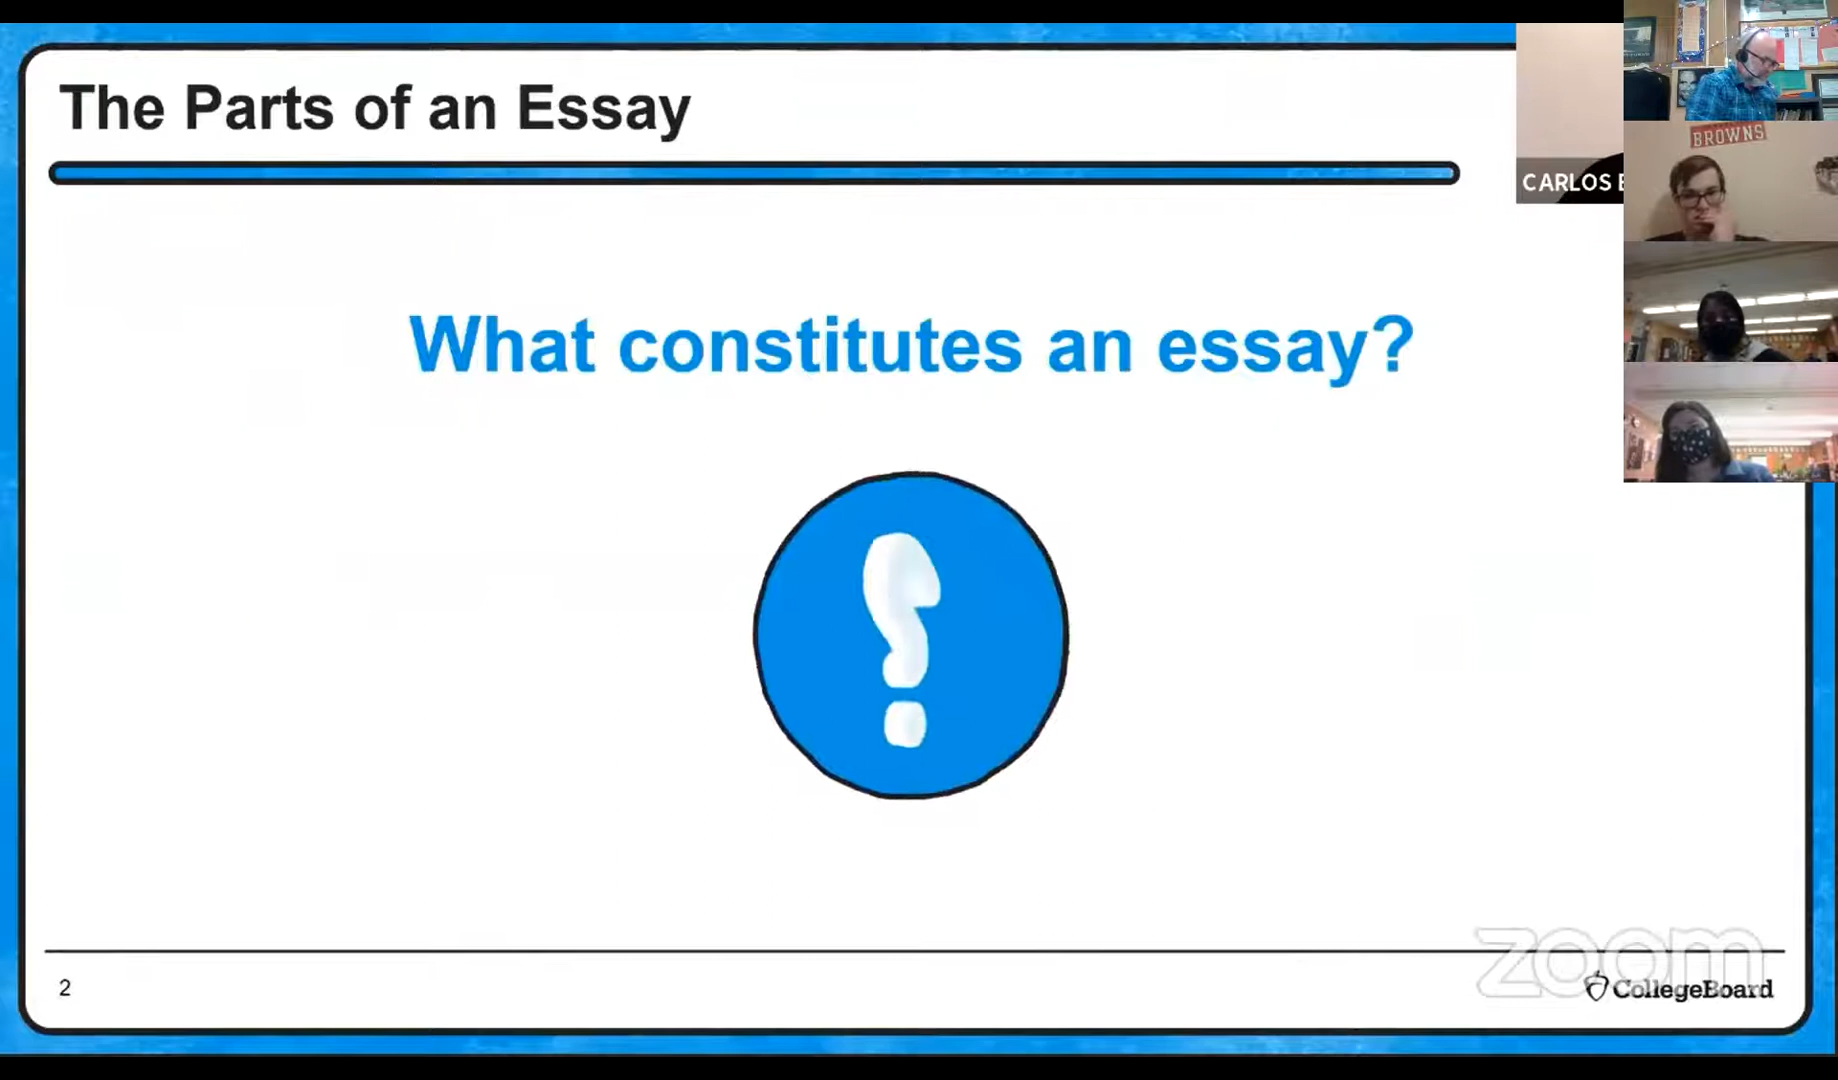 The Parts of an Essay
BROWNS
CARLOS
What constitutes an essay?
?
zoom
2
CollegeBoard